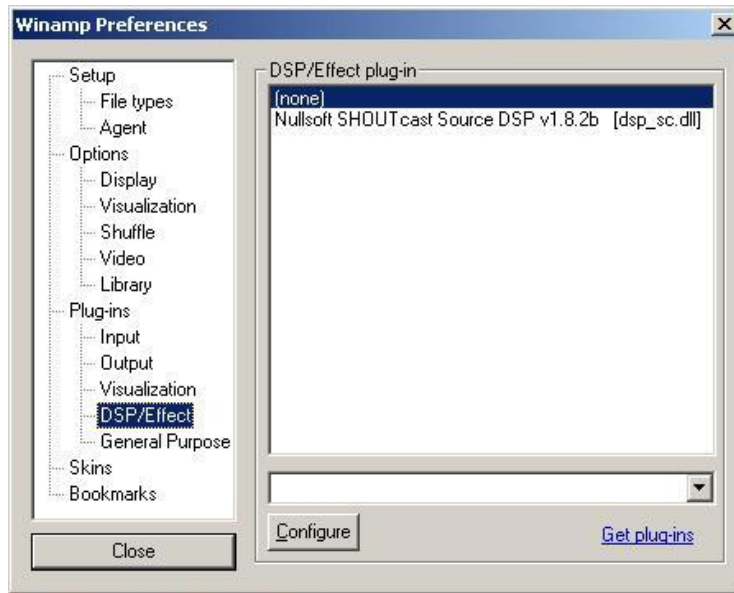 Winamp Preferences
Setup
File types
Agent
Options
Display
Visualization
Shuffle
Video
Library
Plug-ins
Input
Output
Visualization
DSP/Effect
General Purpose
Skins
Bookmarks
Close
DSP/Effect plug-in
(none)
Nullsoft SHOUTcast Source DSP v1.8.2b [dsp_sc.dll]
Configure
Get plug-ins